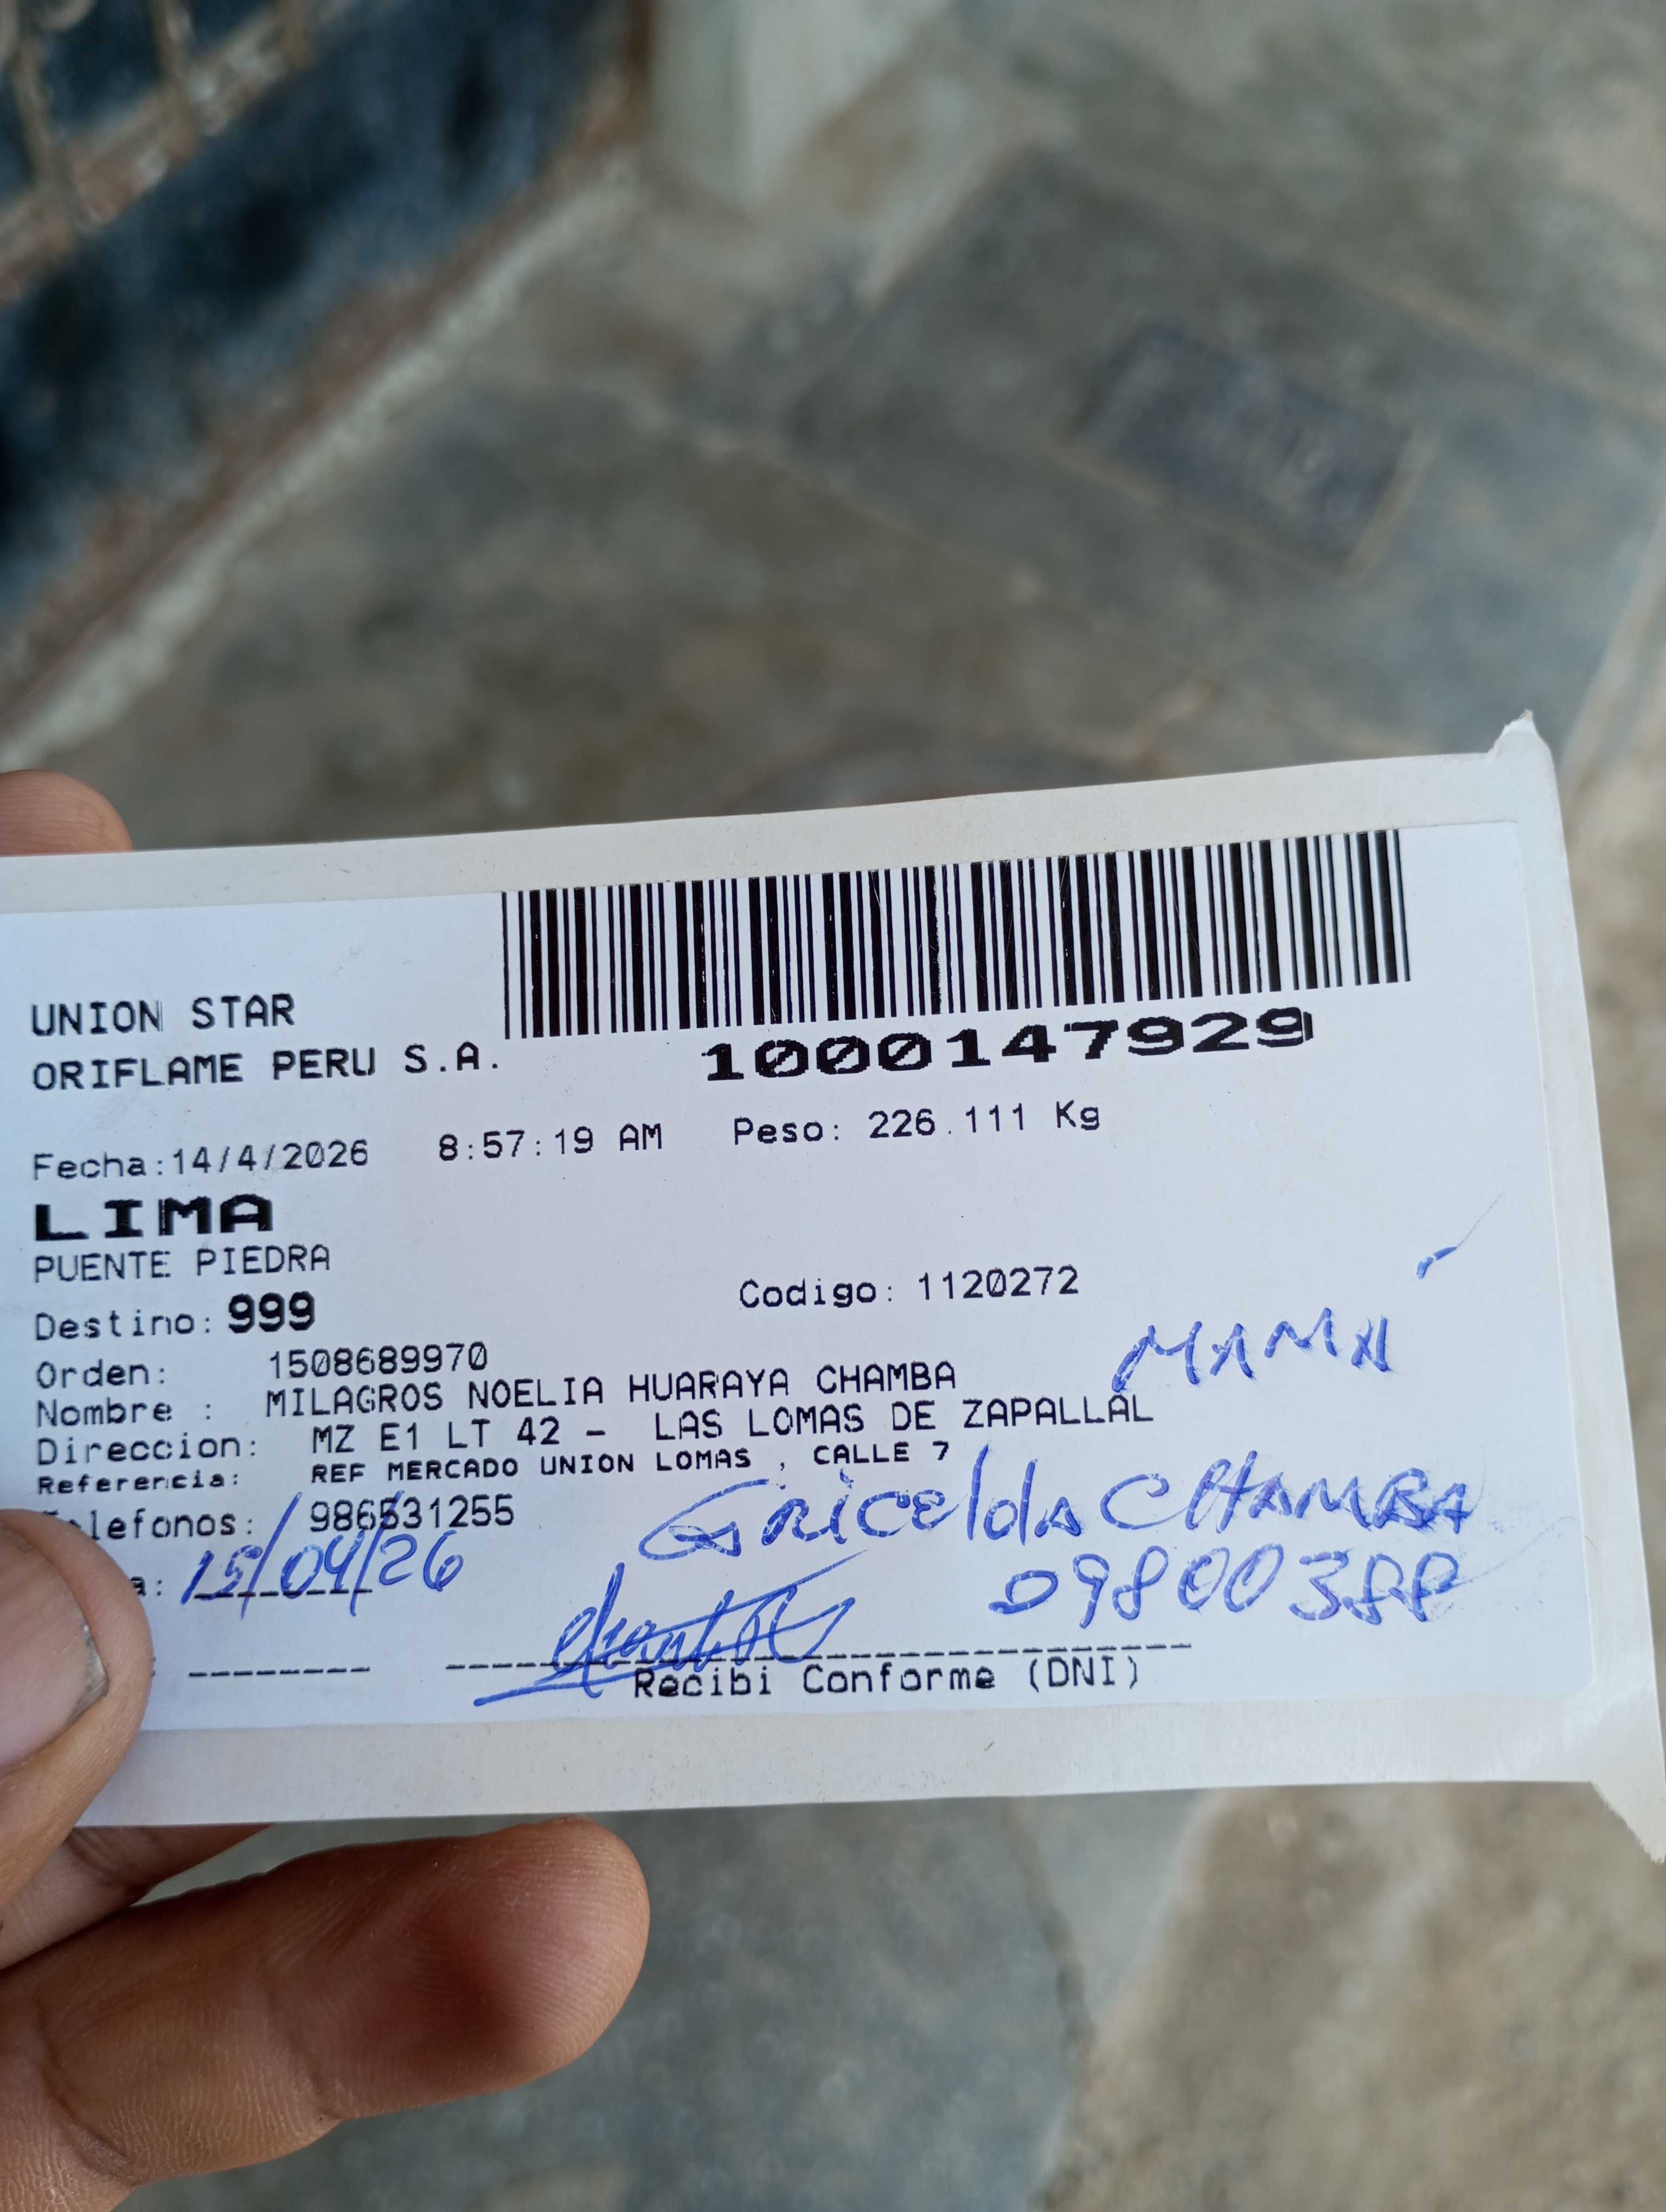 UNION STAR
ORIFLAME PERU S.A.
1000147929
Fecha:14/4/2026 8:57:19 AM Peso: 226.111 Kg
LIMA
PUENTE PIEDRA
Destino: 999 Codigo: 1120272
Orden: 1508689970
Nombre : MILAGROS NOELIA HUARAYA CHAMBA
MAMÁ
Direccion: MZ E1 LT 42 - LAS LOMAS DE ZAPALLAL
Referencia: REF MERCADO UNION LOMAS , CALLE 7
lefonos: 986531255
Gricelda CHAMBA
a: 15/04/26
Recibi Conforme (DNI)